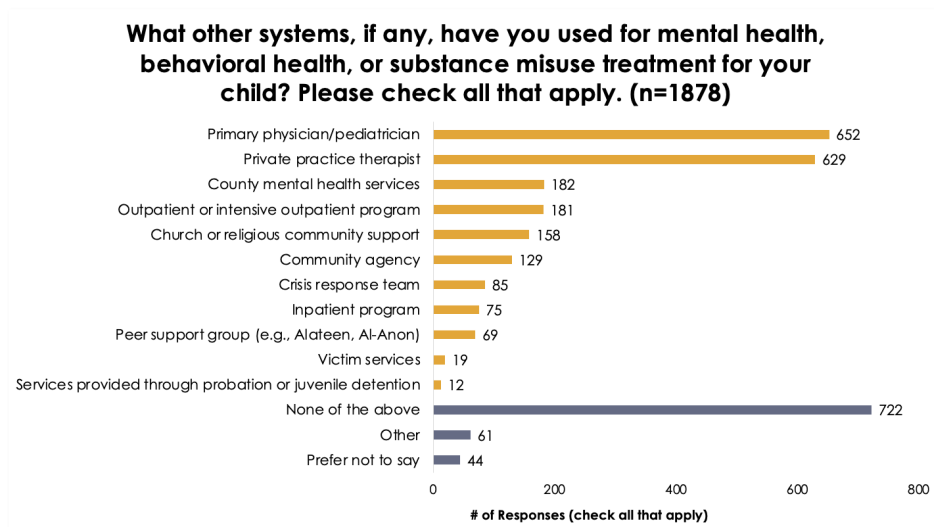 What other systems, if any, have you used for mental health,
behavioral health, or substance misuse treatment for your
child? Please check all that apply. (n=1878)
Primary physician/pediatrician 652
Private practice therapist 629
County mental health services 182
Outpatient or intensive outpatient program 181
Church or religious community support 158
Community agency 129
Crisis response team 85
Inpatient program 75
Peer support group (e.g., Alateen, Al-Anon) 69
Victim services 19
Services provided through probation or juvenile detention 12
None of the above 722
Other 61
Prefer not to say 44
0 200 400 600 800
# of Responses (check all that apply)